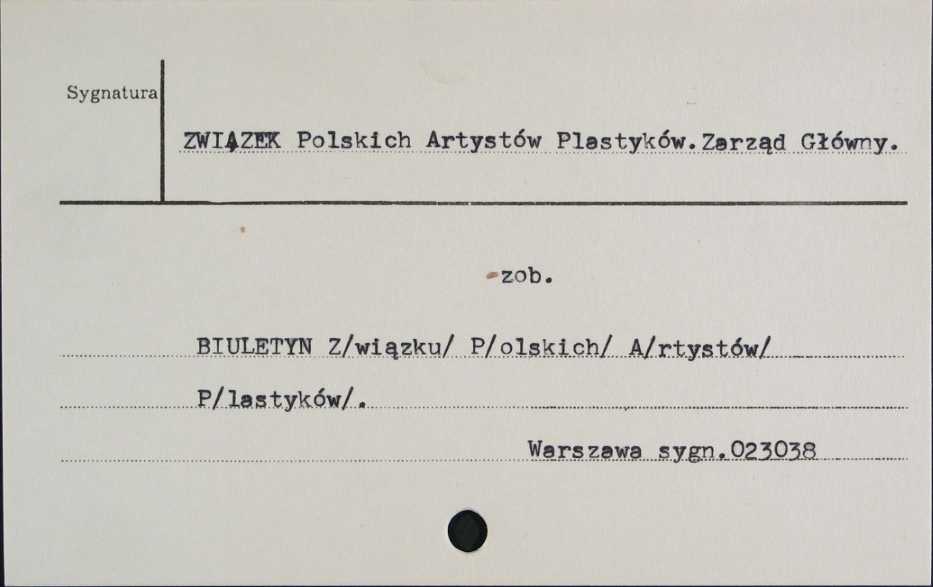 Sygnatura
ZWIĄZEK Polskich Artystów Plastyków. Zarząd Główny.
zob.
BIULETYN Z/wiązku/ P/olskich/ A/rtystów/
P/lastyków/.
Warszawa sygn.023038